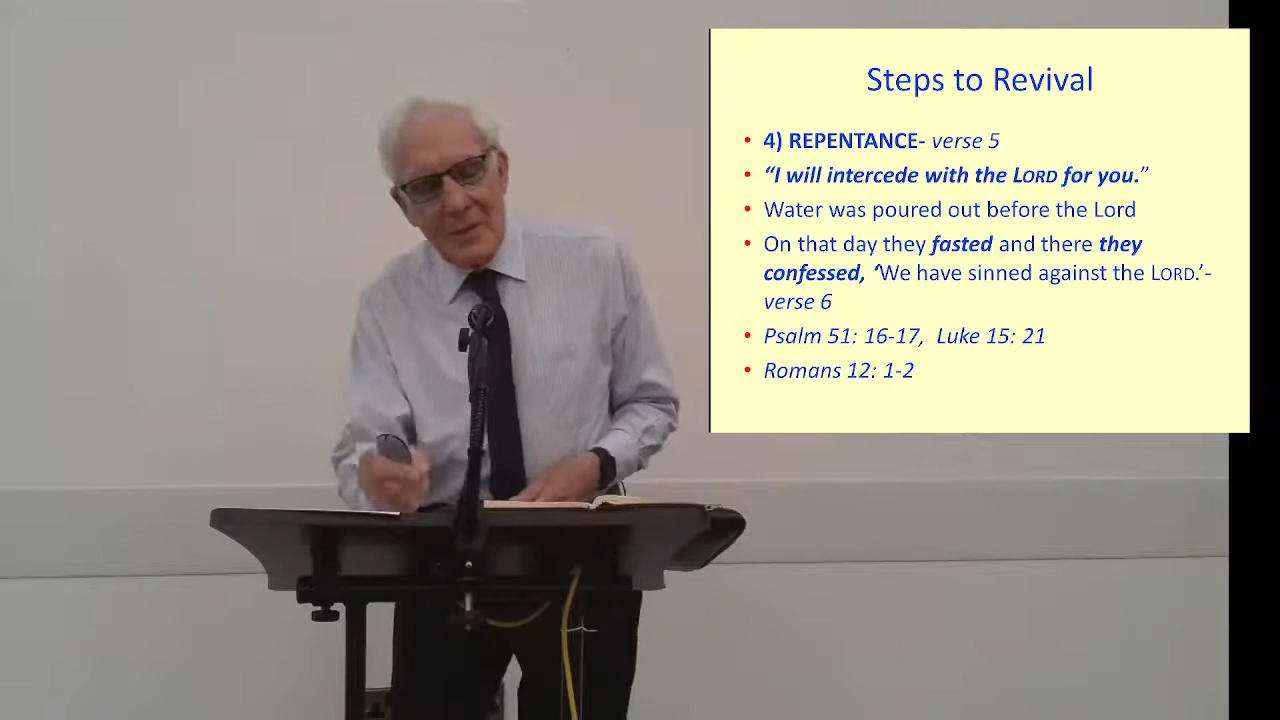 Steps to Revival
• 4) REPENTANCE- verse 5
• “I will intercede with the LORD for you.”
• Water was poured out before the Lord
• On that day they fasted and there they
confessed, ‘We have sinned against the LORD.’-
verse 6
• Psalm 51: 16-17,  Luke 15: 21
• Romans 12: 1-2